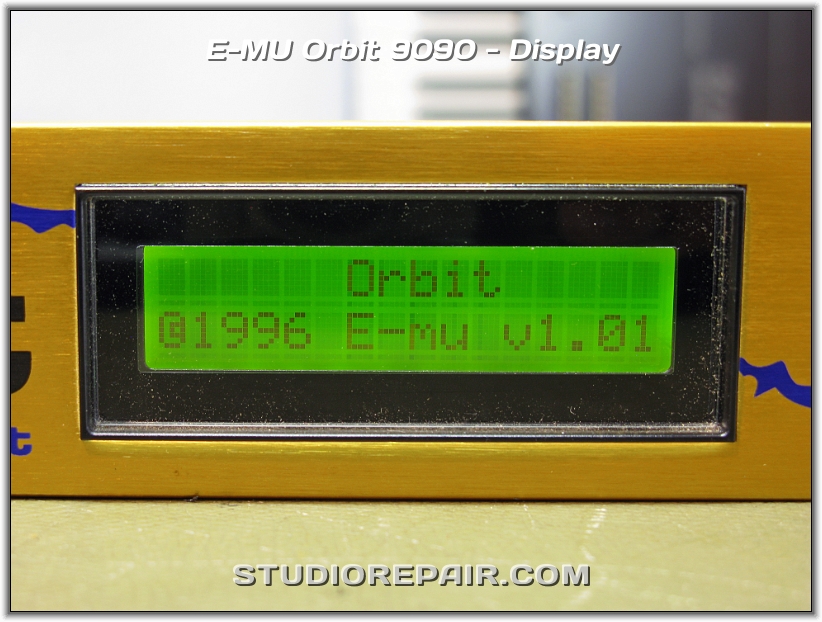 E-MU Orbit 9090 - Display
Orbit
@1996 E-mu v1.01
t
STUDIOREPAIR.COM